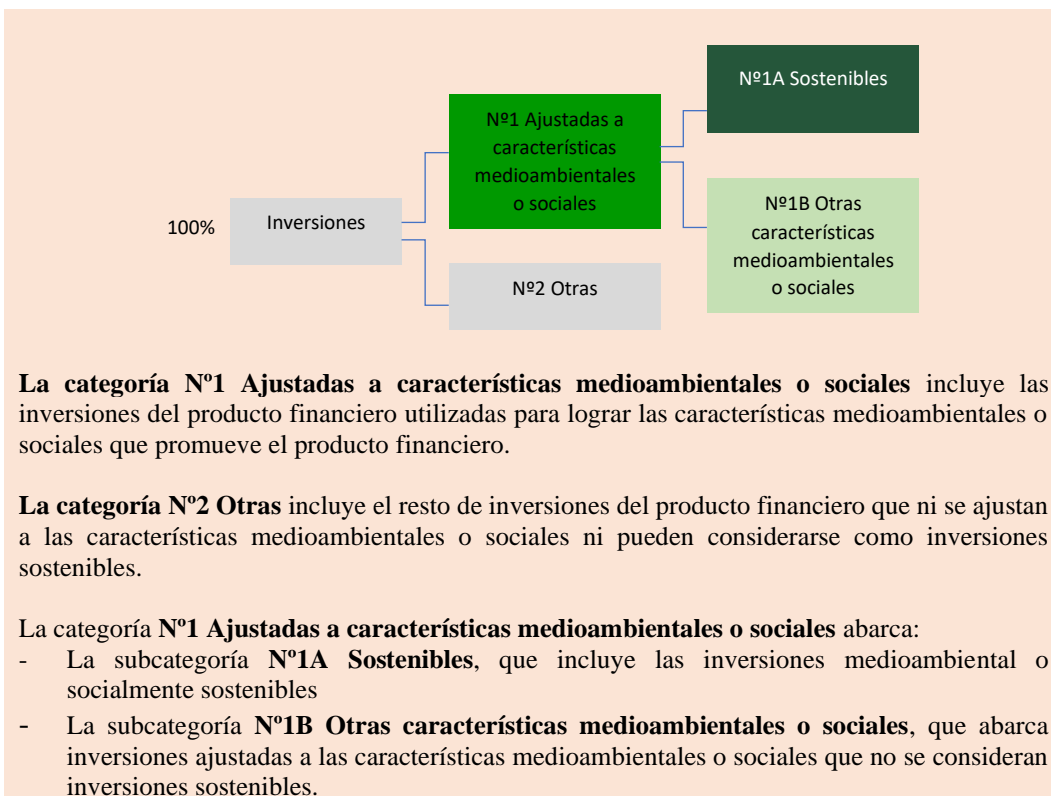 Nº1A Sostenibles
Nº1 Ajustadas a
características
medioambientales
o sociales
Nº1B Otras
características
medioambientales
o sociales
100%
Inversiones
Nº2 Otras
La categoría Nº1 Ajustadas a características medioambientales o sociales incluye las
inversiones del producto financiero utilizadas para lograr las características medioambientales o
sociales que promueve el producto financiero.
La categoría Nº2 Otras incluye el resto de inversiones del producto financiero que ni se ajustan
a las características medioambientales o sociales ni pueden considerarse como inversiones
sostenibles.
La categoría Nº1 Ajustadas a características medioambientales o sociales abarca:
- La subcategoría Nº1A Sostenibles, que incluye las inversiones medioambiental o
socialmente sostenibles
- La subcategoría Nº1B Otras características medioambientales o sociales, que abarca
inversiones ajustadas a las características medioambientales o sociales que no se consideran
inversiones sostenibles.